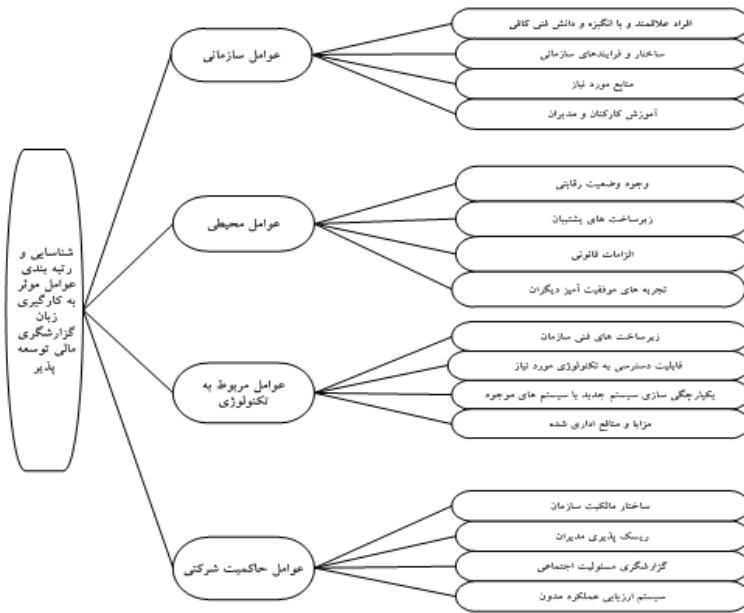 شناسایی و
رتبه بندی
عوامل موثر
به کارگیری
زبان
گزارشگری
مالی توسعه
پذیر
عوامل سازمانی
افراد علاقمند و با انگیزه و دانش فنی کافی
ساختار و فرایندهای سازمانی
منابع مورد نیاز
آموزش کارکنان و مدیران
عوامل محیطی
وجود وضعیت رقابتی
زیرساخت های پشتیبان
الزامات قانونی
تجربه های موفقیت آمیز دیگران
عوامل مربوط به
تکنولوژی
زیرساخت های فنی سازمان
قابلیت دسترسی به تکنولوژی مورد نیاز
یکپارچگی سازی سیستم جدید با سیستم های موجود
مزایا و منافع اداری شده
عوامل حاکمیت شرکتی
ساختار مالکیت سازمان
ریسک پذیری مدیران
گزارشگری مسئولیت اجتماعی
سیستم ارزیابی عملکرد مدون